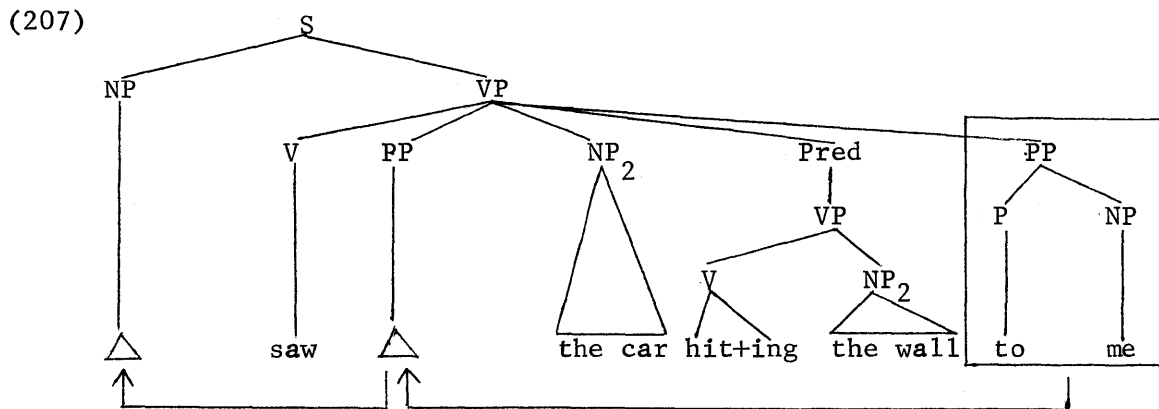 (207)
S
NP VP
V PP NP2 Pred PP
VP P NP
V NP2
saw the car hit+ing the wall to me